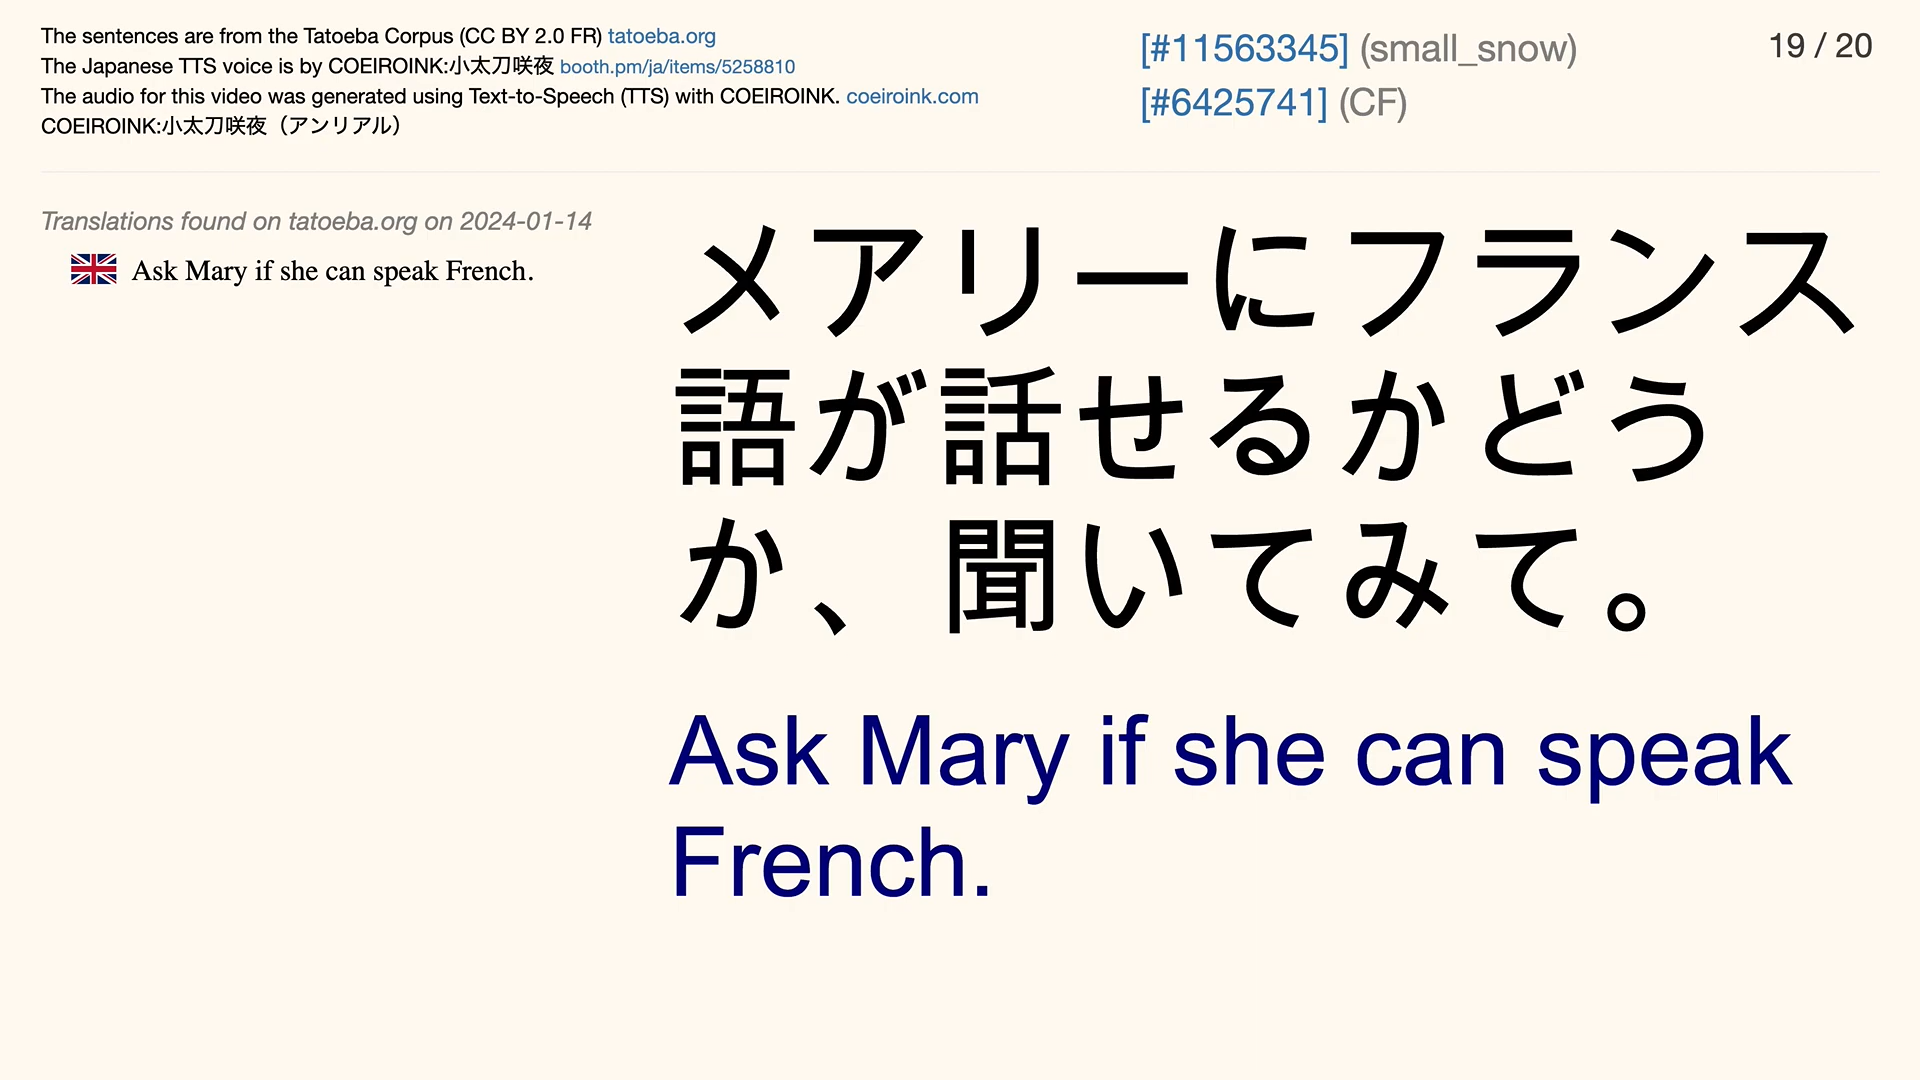 The sentences are from the Tatoeba Corpus (CC BY 2.0 FR) tatoeba.org
The Japanese TTS voice is by COEIROINK:小太刀咲夜 booth.pm/ja/items/5258810
The audio for this video was generated using Text-to-Speech (TTS) with COEIROINK. coeiroink.com
COEIROINK:小太刀咲夜（アンリアル）
[#11563345] (small_snow)
[#6425741] (CF)
19 / 20
Translations found on tatoeba.org on 2024-01-14
Ask Mary if she can speak French.
メアリーにフランス
語が話せるかどう
か、聞いてみて。
Ask Mary if she can speak
French.